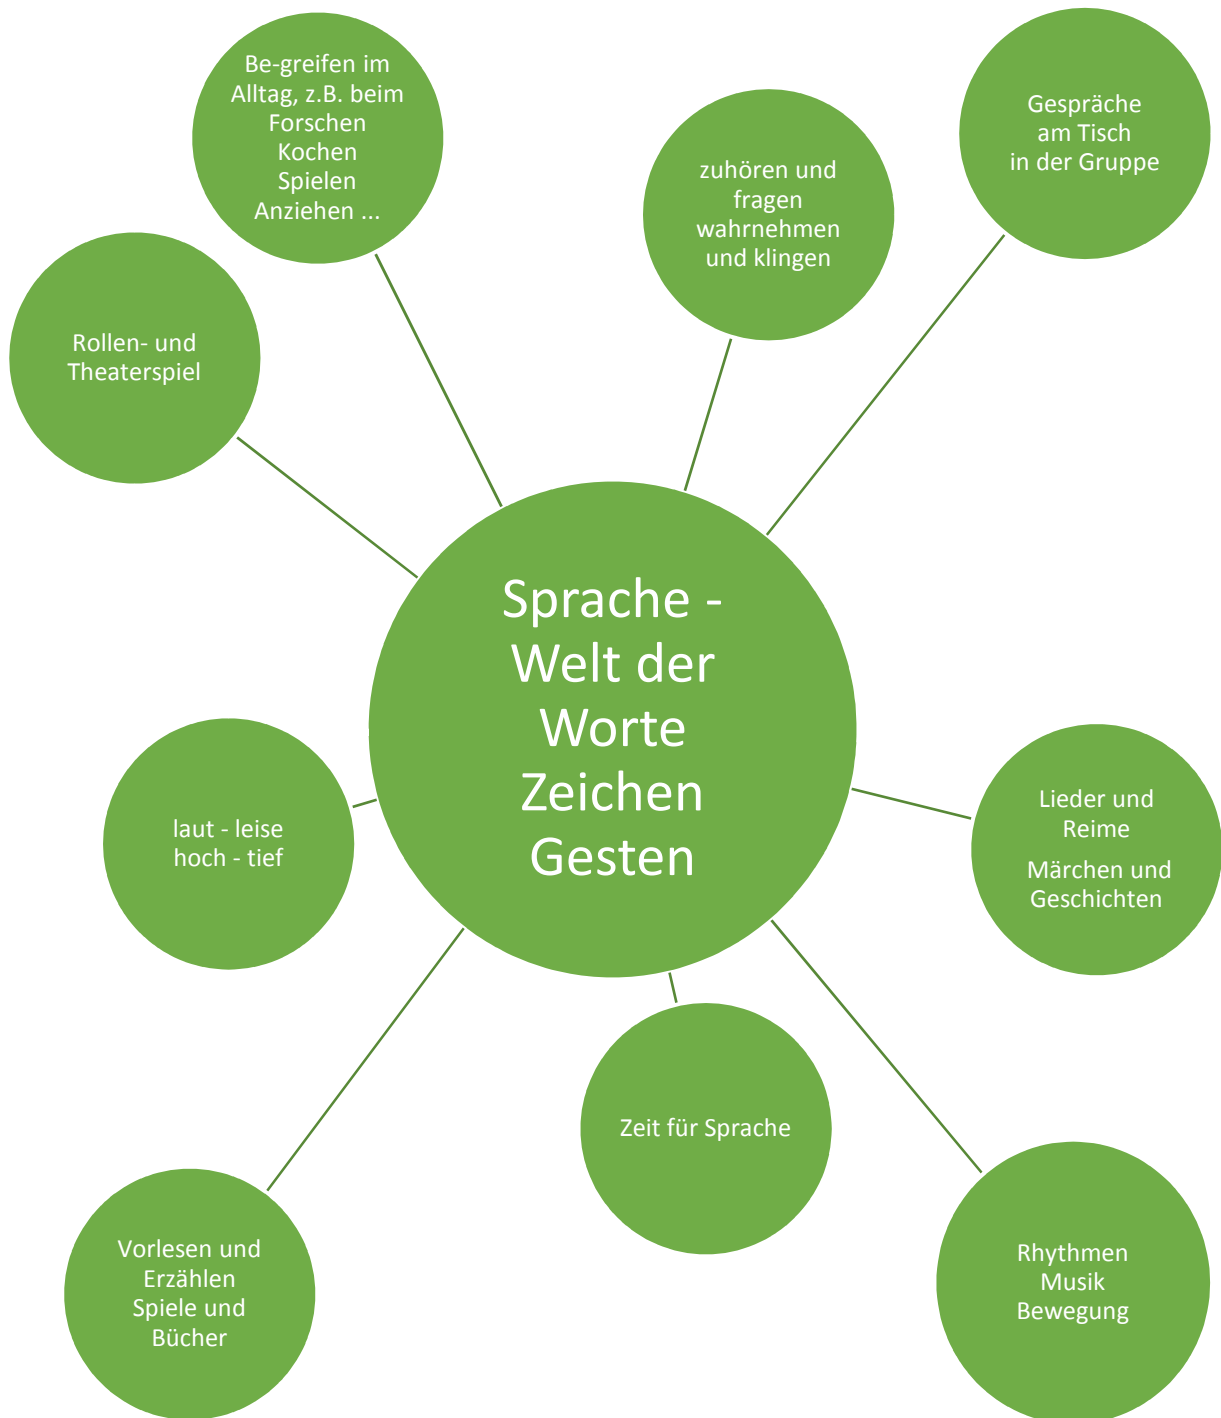 Be-greifen im
Alltag, z.B. beim
Forschen
Kochen
Spielen
Anziehen ...
zuhören und
fragen
wahrnehmen
und klingen
Gespräche
am Tisch
in der Gruppe
Rollen- und
Theaterspiel
Sprache -
Welt der
Worte
Zeichen
Gesten
laut - leise
hoch - tief
Lieder und
Reime
Märchen und
Geschichten
Zeit für Sprache
Vorlesen und
Erzählen
Spiele und
Bücher
Rhythmen
Musik
Bewegung